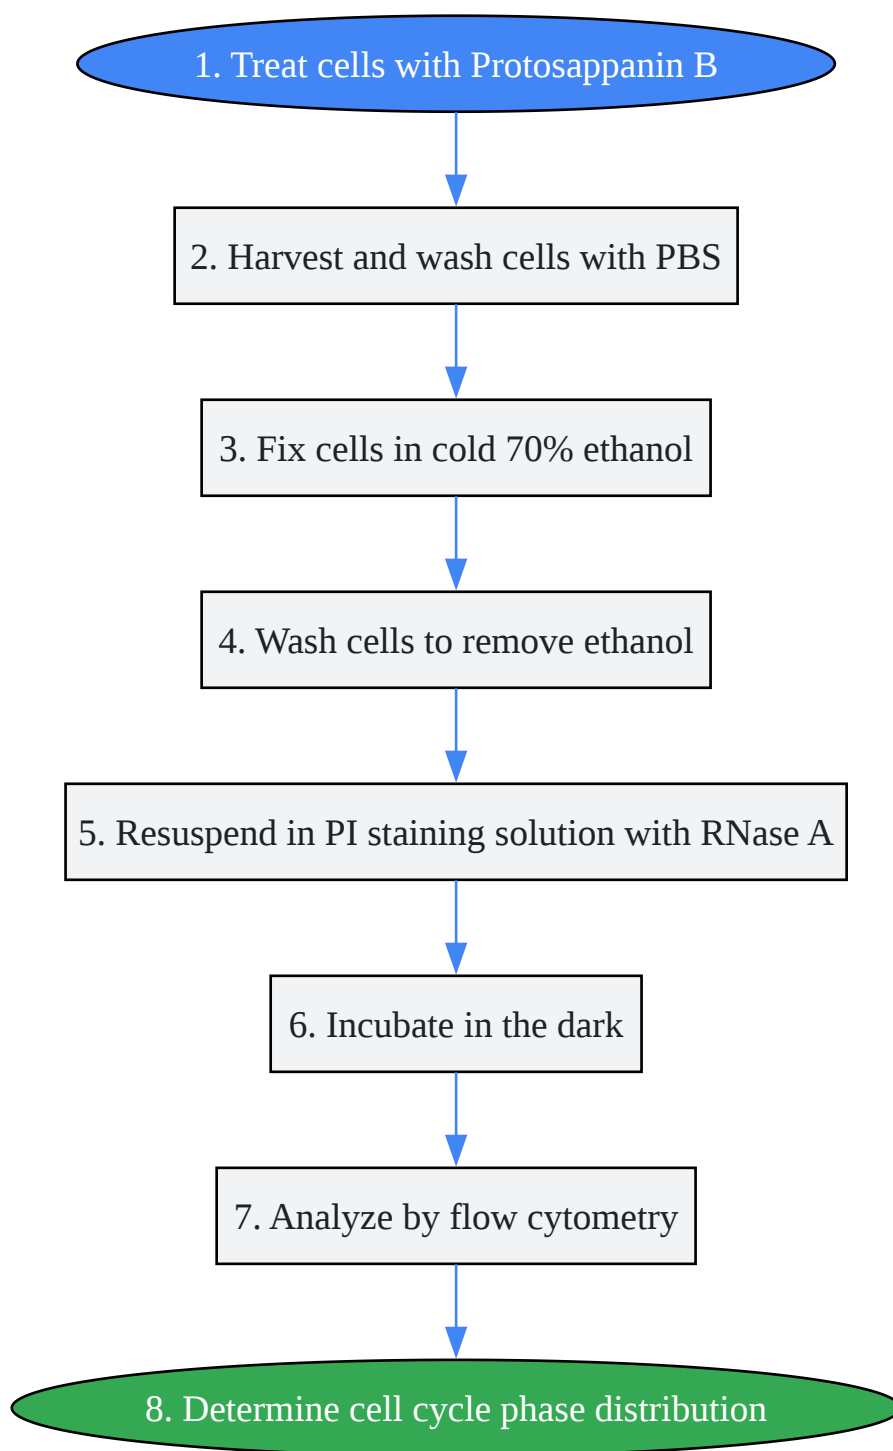 1. Treat cells with Protosappanin B
2. Harvest and wash cells with PBS
3. Fix cells in cold 70% ethanol
4. Wash cells to remove ethanol
5. Resuspend in PI staining solution with RNase A
6. Incubate in the dark
7. Analyze by flow cytometry
8. Determine cell cycle phase distribution